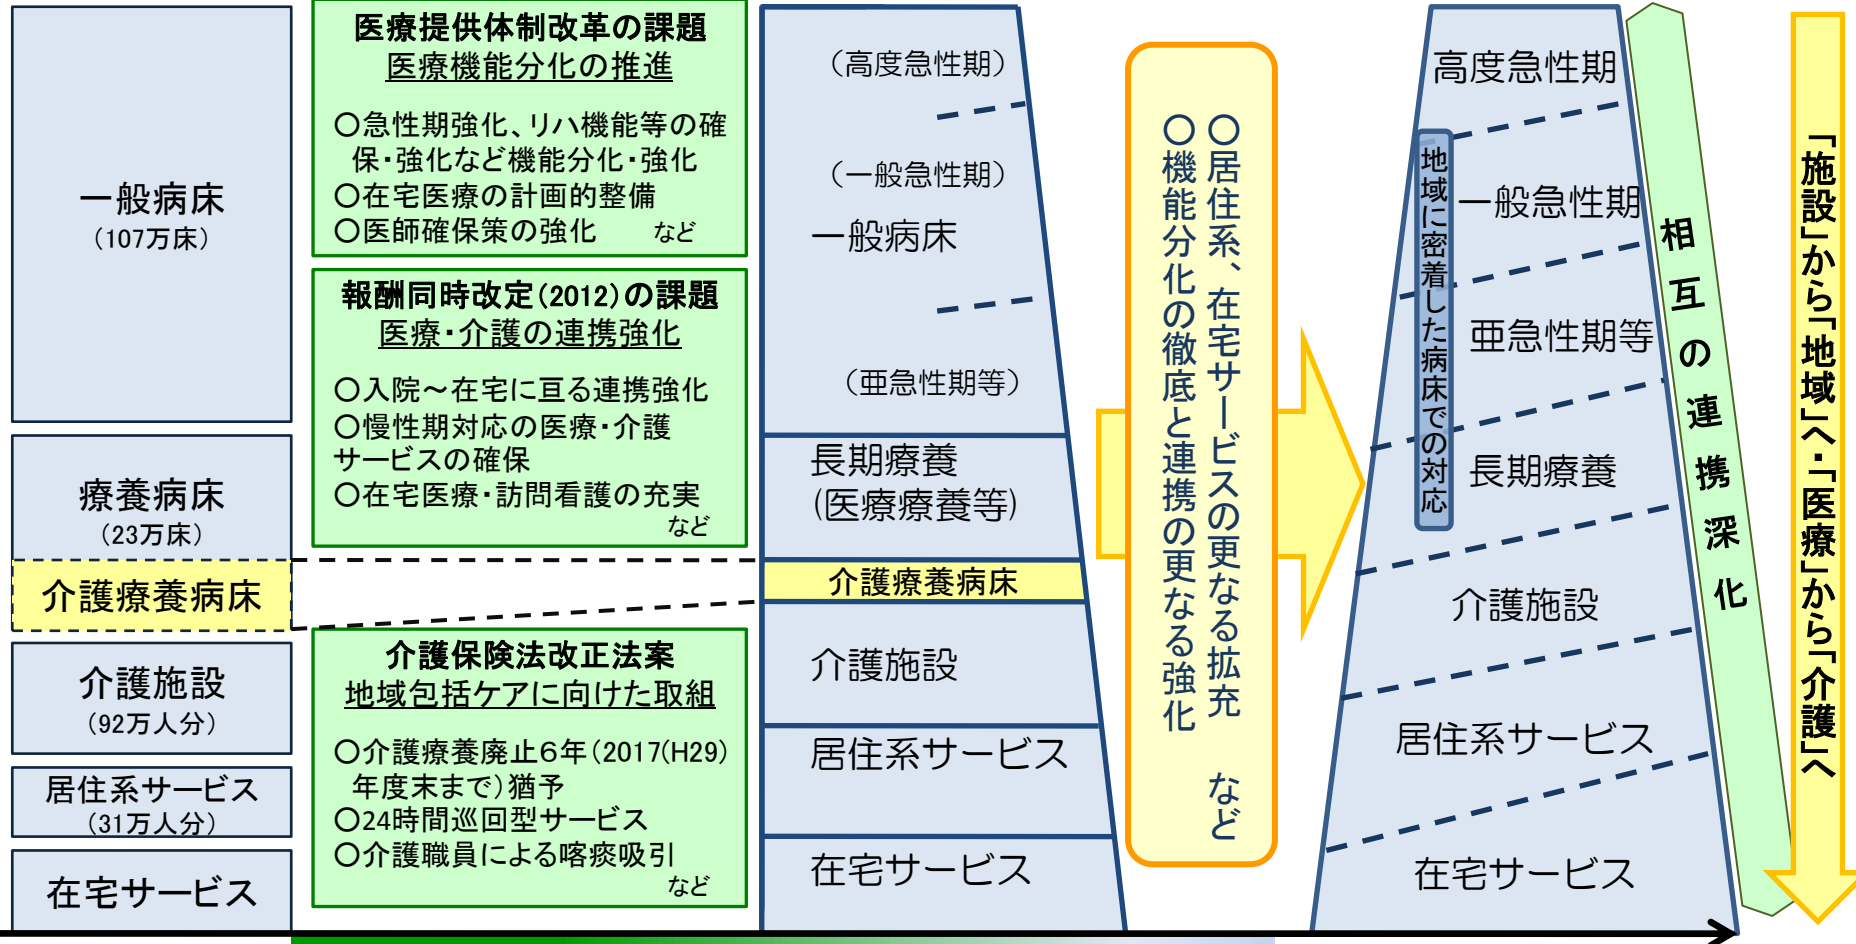 一般病床
（107万床）
療養病床
（23万床）
介護療養病床
介護施設
（92万人分）
居住系サービス
（31万人分）
在宅サービス
医療提供体制改革の課題
医療機能分化の推進
○急性期強化、リハ機能等の確
保・強化など機能分化・強化
○在宅医療の計画的整備
○医師確保策の強化　　など
報酬同時改定（2012）の課題
医療・介護の連携強化
○入院～在宅に亘る連携強化
○慢性期対応の医療・介護
サービスの確保
○在宅医療・訪問看護の充実
など
介護保険法改正法案
地域包括ケアに向けた取組
○介護療養廃止６年（2017(H29)
年度末まで）猶予
○24時間巡回型サービス
○介護職員による喀痰吸引
など
（高度急性期）
（一般急性期）
一般病床
（亜急性期等）
長期療養
（医療療養等）
介護療養病床
介護施設
居住系サービス
在宅サービス
○居住系、在宅サービスの更なる拡充
○機能分化の徹底と連携の更なる強化
など
高度急性期
一般急性期
亜急性期等
長期療養
介護施設
居住系サービス
在宅サービス
地域に密着した病床での対応
相互の連携深化
「施設」から「地域」へ・「医療」から「介護」へ